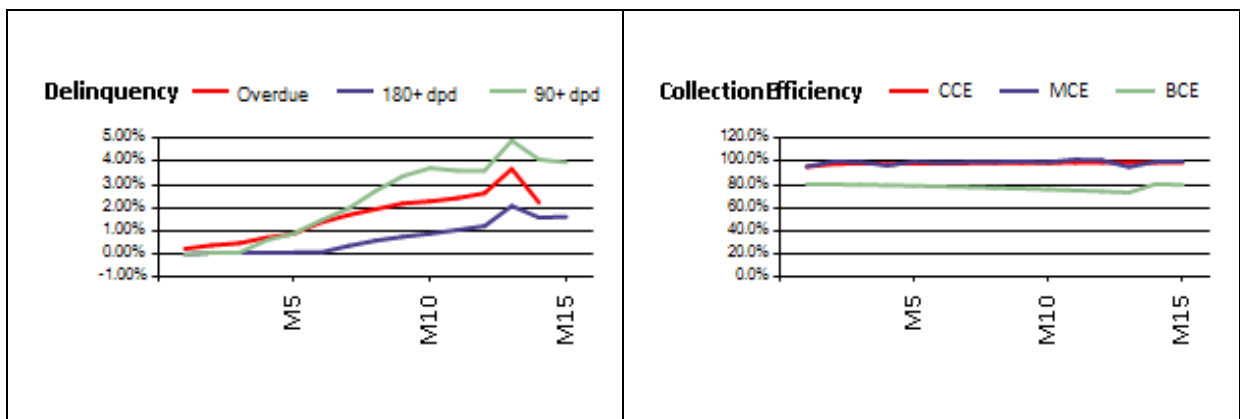 Delinquency Overdue 180+ dpd 90+ dpd
5.00%
4.00%
3.00%
2.00%
1.00%
0.00%
-1.00%
M5
M10
M15
Collection Efficiency CCE MCE BCE
120.0%
100.0%
80.0%
60.0%
40.0%
20.0%
0.0%
M5
M10
M15